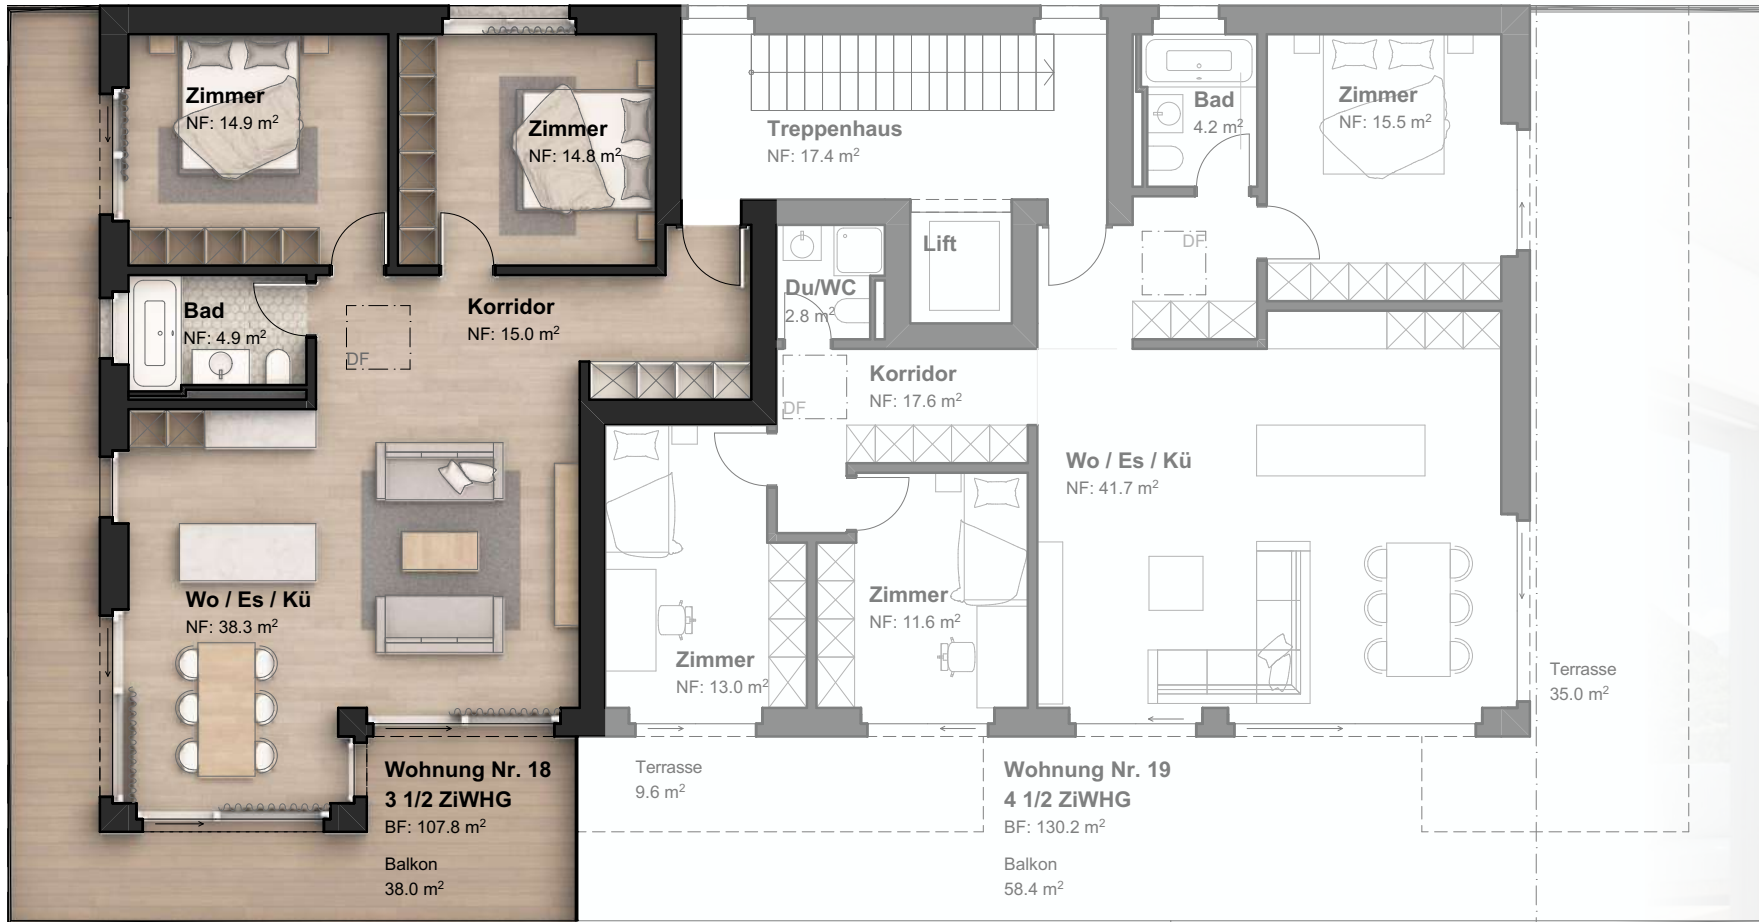 Zimmer
NF: 14.9 m²
Zimmer
NF: 14.8 m²
Treppenhaus
NF: 17.4 m²
Bad
4.2 m²
Zimmer
NF: 15.5 m²
Lift
DF
Bad
NF: 4.9 m²
Korridor
NF: 15.0 m²
DF
Du/WC
2.8 m²
Korridor
NF: 17.6 m²
DF
Wo / Es / Kü
NF: 41.7 m²
Wo / Es / Kü
NF: 38.3 m²
Zimmer
NF: 13.0 m²
Zimmer
NF: 11.6 m²
Terrasse
35.0 m²
Wohnung Nr. 18
3 1/2 ZiWHG
BF: 107.8 m²
Balkon
38.0 m²
Terrasse
9.6 m²
Wohnung Nr. 19
4 1/2 ZiWHG
BF: 130.2 m²
Balkon
58.4 m²